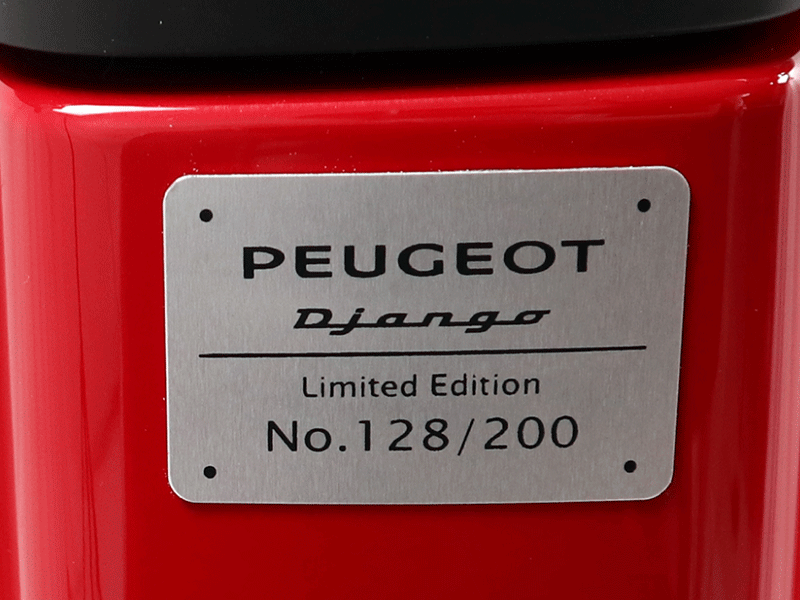 PEUGEOT
Django
Limited Edition
No.128/200